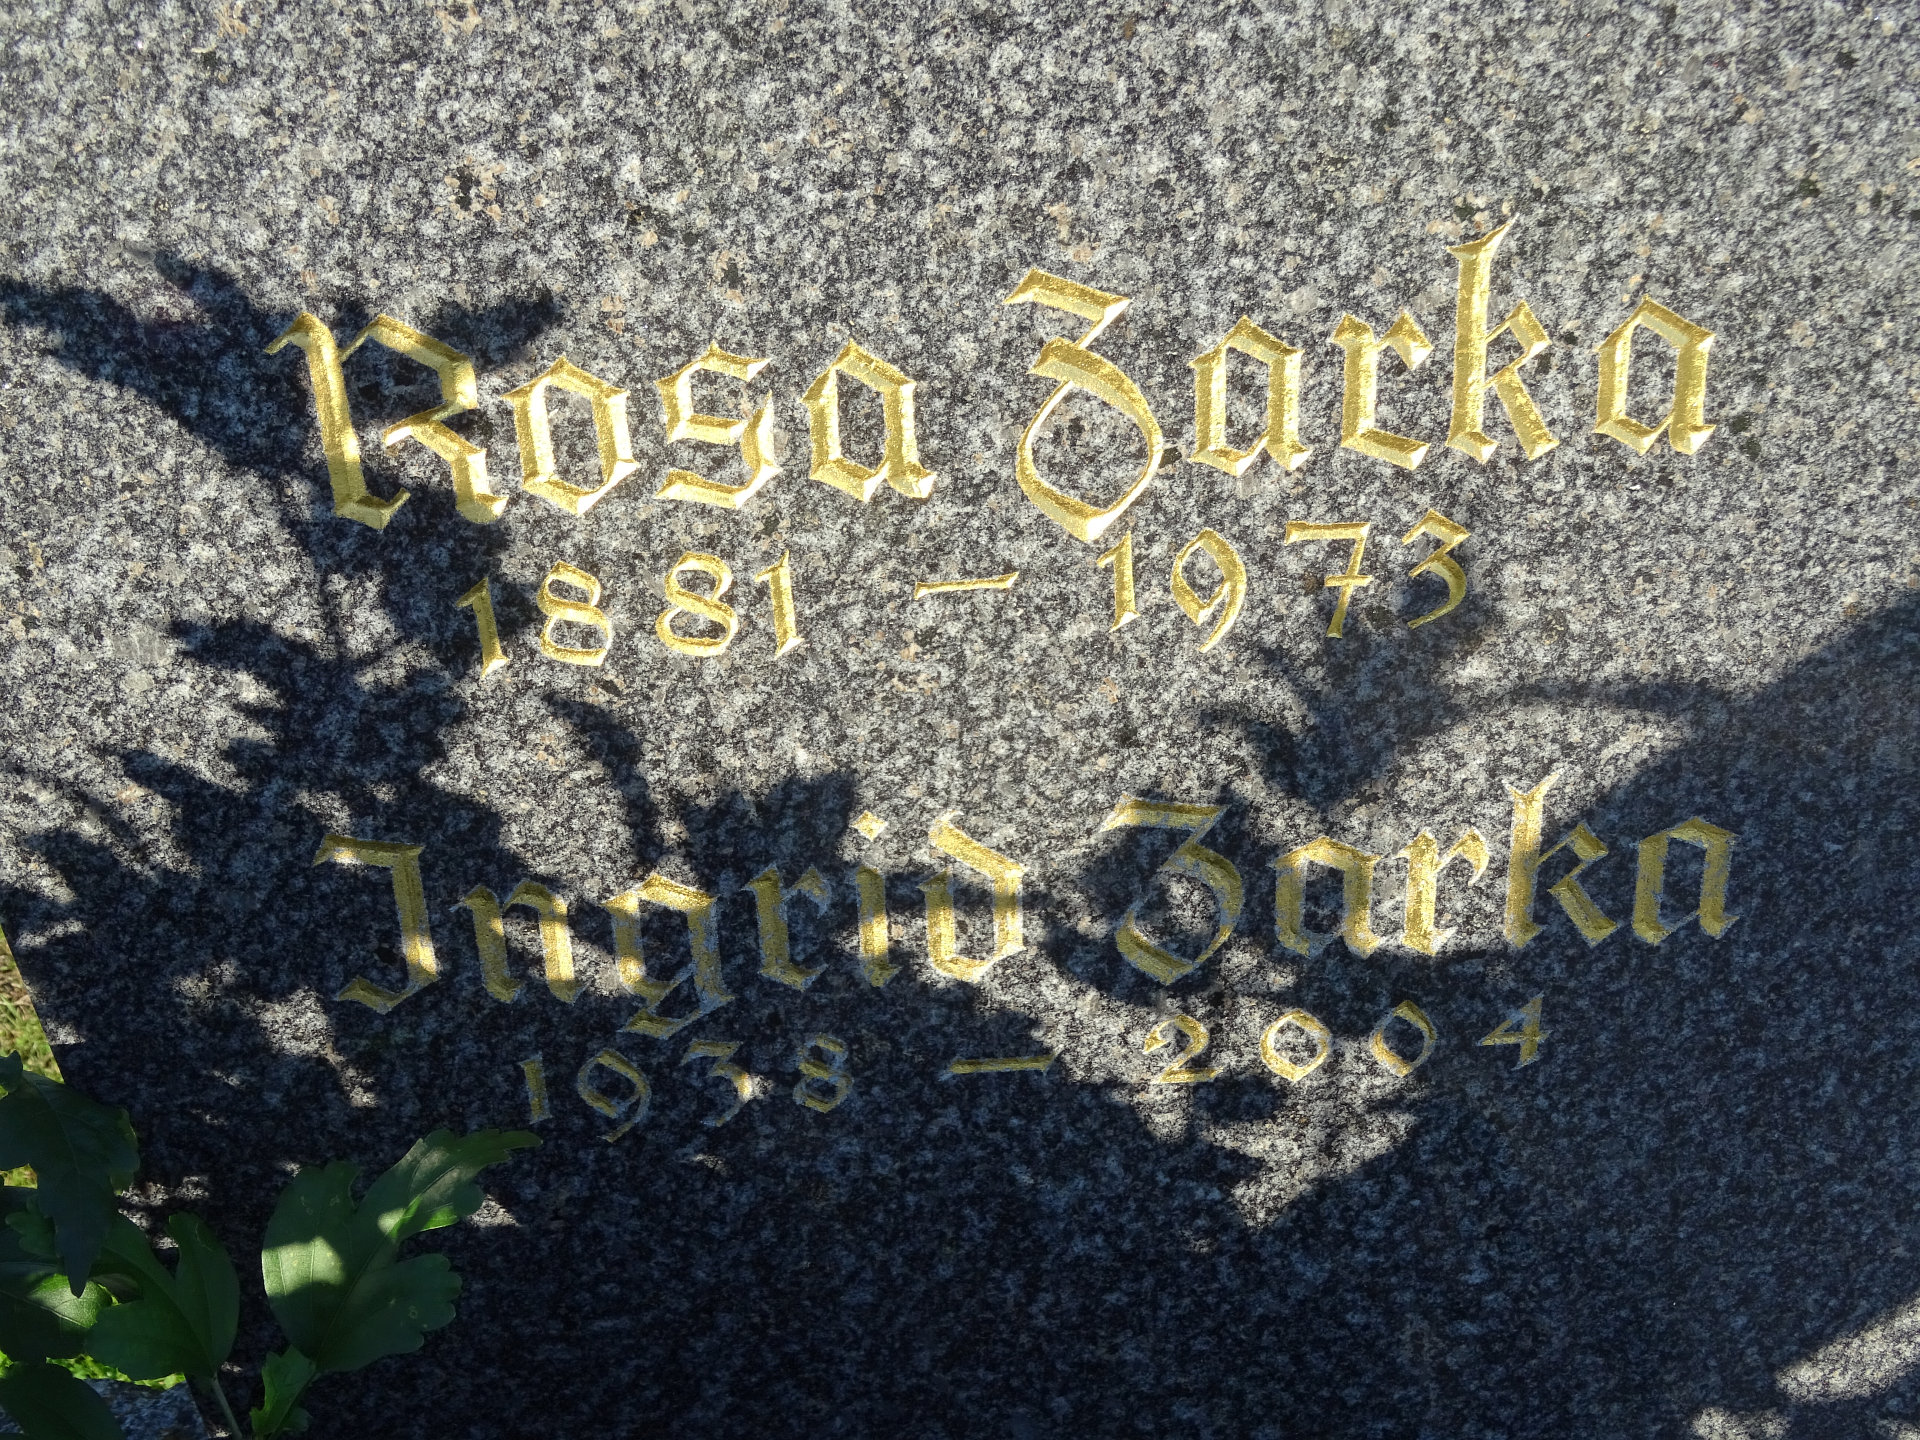 Rosa Zarka
1881 — 1973
Ingrid Zarka
1938 — 2004